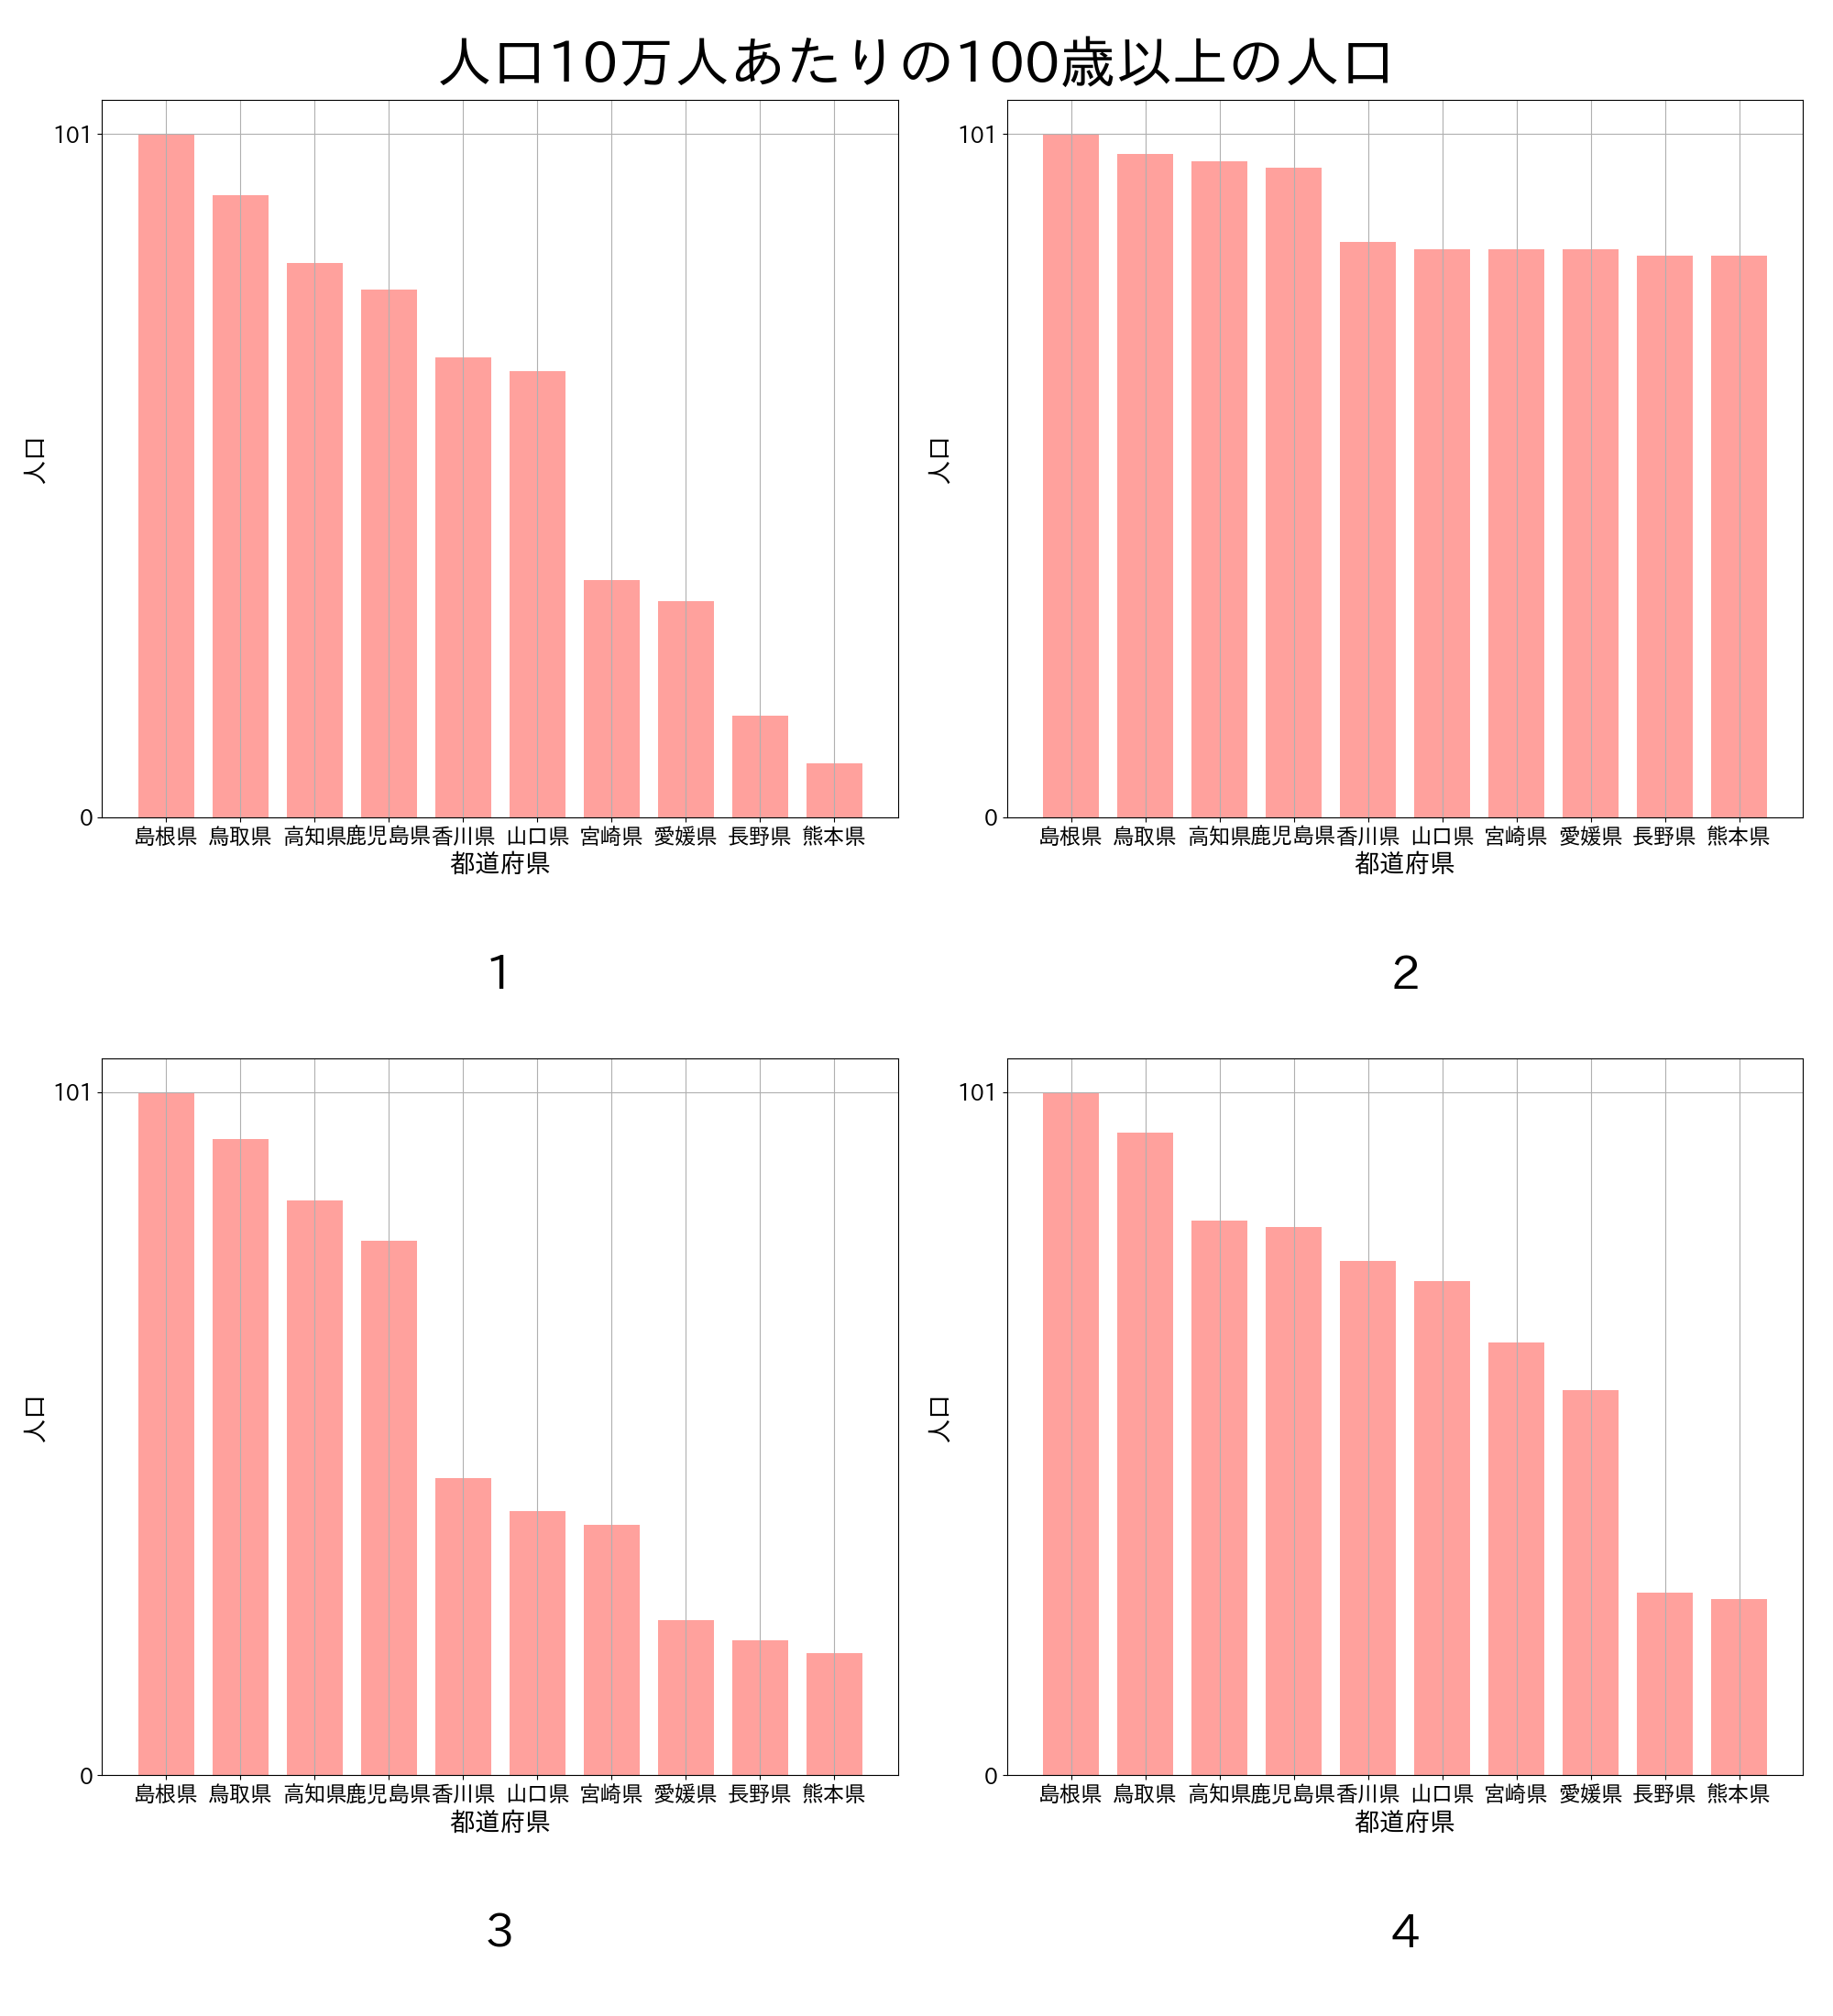 人口10万人あたりの100歳以上の人口
101
0
人口
島根県 鳥取県 高知県 鹿児島県 香川県 山口県 宮崎県 愛媛県 長野県 熊本県
都道府県
1
101
0
人口
島根県 鳥取県 高知県 鹿児島県 香川県 山口県 宮崎県 愛媛県 長野県 熊本県
都道府県
2
101
0
人口
島根県 鳥取県 高知県 鹿児島県 香川県 山口県 宮崎県 愛媛県 長野県 熊本県
都道府県
3
101
0
人口
島根県 鳥取県 高知県 鹿児島県 香川県 山口県 宮崎県 愛媛県 長野県 熊本県
都道府県
4